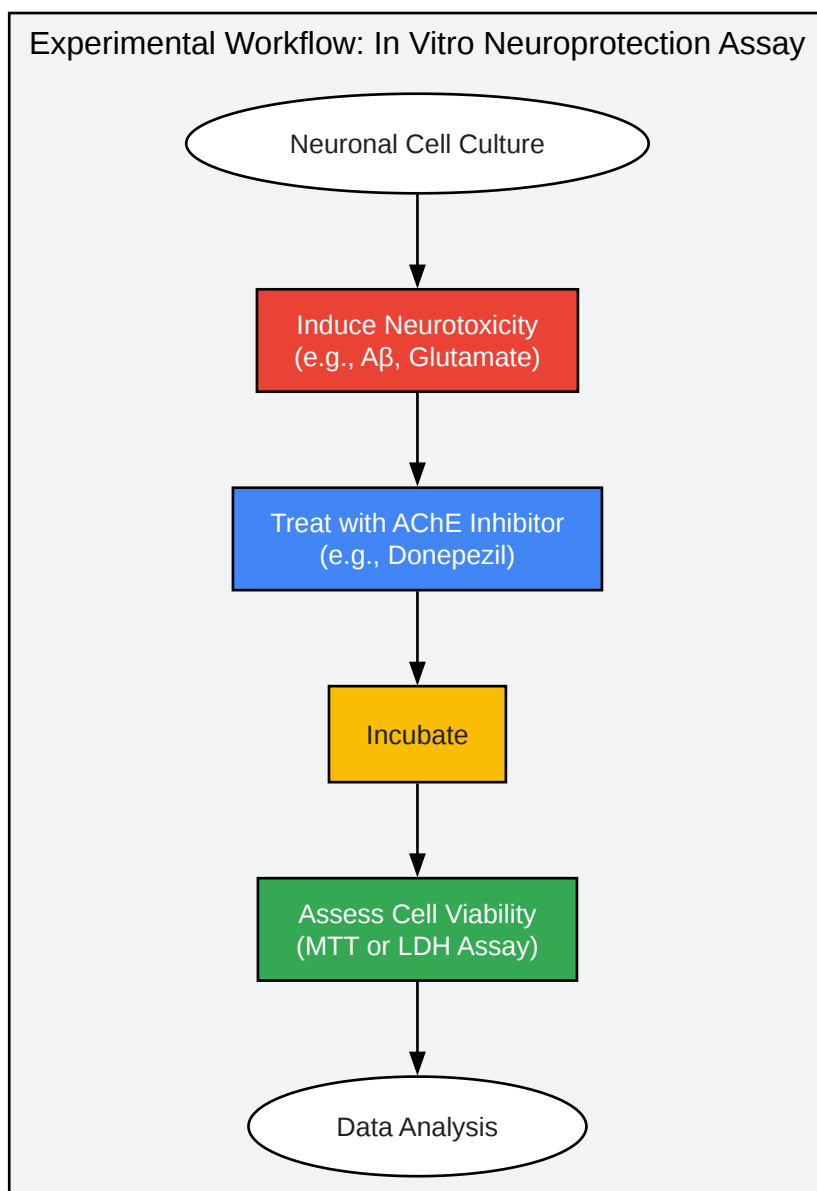 Experimental Workflow: In Vitro Neuroprotection Assay
Neuronal Cell Culture
Induce Neurotoxicity
(e.g., Aβ, Glutamate)
Treat with AChE Inhibitor
(e.g., Donepezil)
Incubate
Assess Cell Viability
(MTT or LDH Assay)
Data Analysis